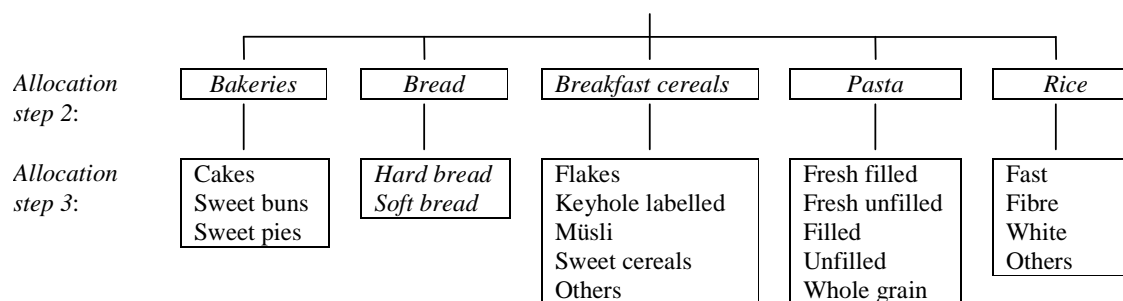 Allocation
step 2:
Bakeries
Bread
Breakfast cereals
Pasta
Rice
Allocation
step 3:
Cakes
Sweet buns
Sweet pies
Hard bread
Soft bread
Flakes
Keyhole labelled
Müsli
Sweet cereals
Others
Fresh filled
Fresh unfilled
Filled
Unfilled
Whole grain
Fast
Fibre
White
Others